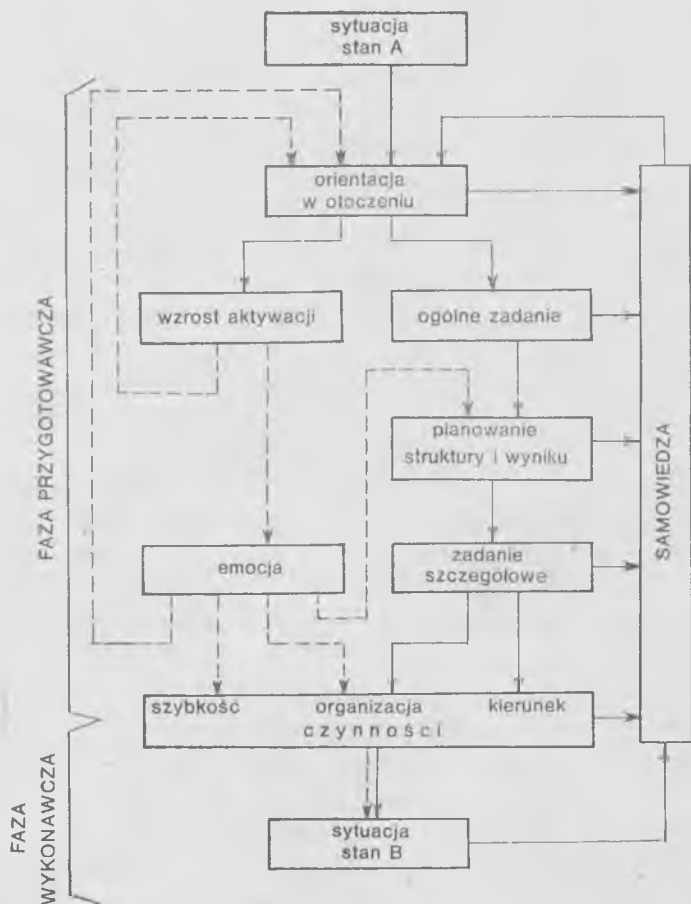 sytuacja
stan A
orientacja
w otoczeniu
wzrost aktywacji
ogólne zadania
planowanie
struktury i wyniku
emocja
zadanie
szczegółowe
szybkość organizacja kierunek
czynności
sytuacja
stan B
SAMOWIEDZA
FAZA PRZYGOTOWAWCZA
FAZA
WYKONAWCZA